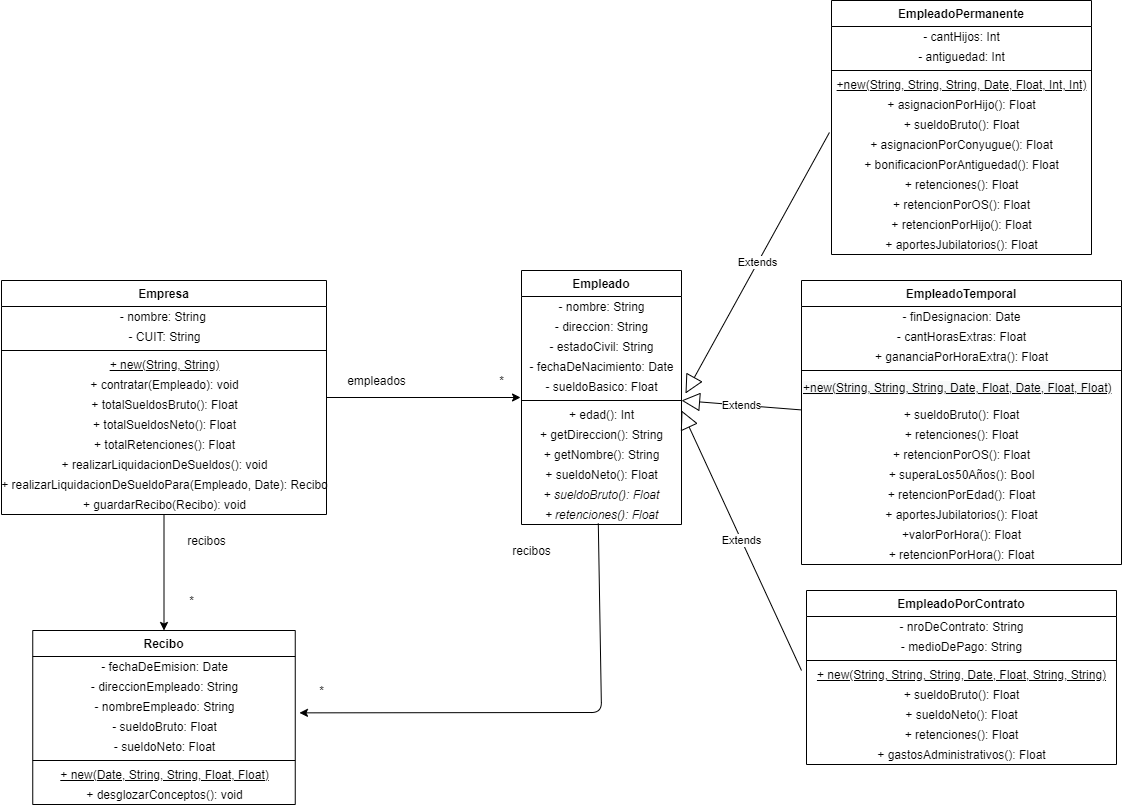 EmpleadoPermanente
- cantHijos: Int
- antiguedad: Int
+new(String, String, String, Date, Float, Int, Int)
+ asignacionPorHijo(): Float
+ sueldoBruto(): Float
+ asignacionPorConyugue(): Float
+ bonificacionPorAntiguedad(): Float
+ retenciones(): Float
+ retencionPorOS(): Float
+ retencionPorHijo(): Float
+ aportesJubilatorios(): Float
Extends
Empresa
- nombre: String
- CUIT: String
+ new(String, String)
+ contratar(Empleado): void
+ totalSueldosBruto(): Float
+ totalSueldosNeto(): Float
+ totalRetenciones(): Float
+ realizarLiquidacionDeSueldos(): void
+ realizarLiquidacionDeSueldoPara(Empleado, Date): Recibo
+ guardarRecibo(Recibo): void
empleados
*
Empleado
- nombre: String
- direccion: String
- estadoCivil: String
- fechaDeNacimiento: Date
- sueldoBasico: Float
+ edad(): Int
+ getDireccion(): String
+ getNombre(): String
+ sueldoNeto(): Float
+ sueldoBruto(): Float
+ retenciones(): Float
Extends
EmpleadoTemporal
- finDesignacion: Date
- cantHorasExtras: Float
+ gananciaPorHoraExtra(): Float
+new(String, String, String, Date, Float, Date, Float, Float)
+ sueldoBruto(): Float
+ retenciones(): Float
+ retencionPorOS(): Float
+ superaLos50Años(): Bool
+ retencionPorEdad(): Float
+ aportesJubilatorios(): Float
+valorPorHora(): Float
+ retencionPorHora(): Float
Extends
recibos
*
recibos
*
Recibo
- fechaDeEmision: Date
- direccionEmpleado: String
- nombreEmpleado: String
- sueldoBruto: Float
- sueldoNeto: Float
+ new(Date, String, String, Float, Float)
+ desglozarConceptos(): void
EmpleadoPorContrato
- nroDeContrato: String
- medioDePago: String
+ new(String, String, String, Date, Float, String, String)
+ sueldoBruto(): Float
+ sueldoNeto(): Float
+ retenciones(): Float
+ gastosAdministrativos(): Float